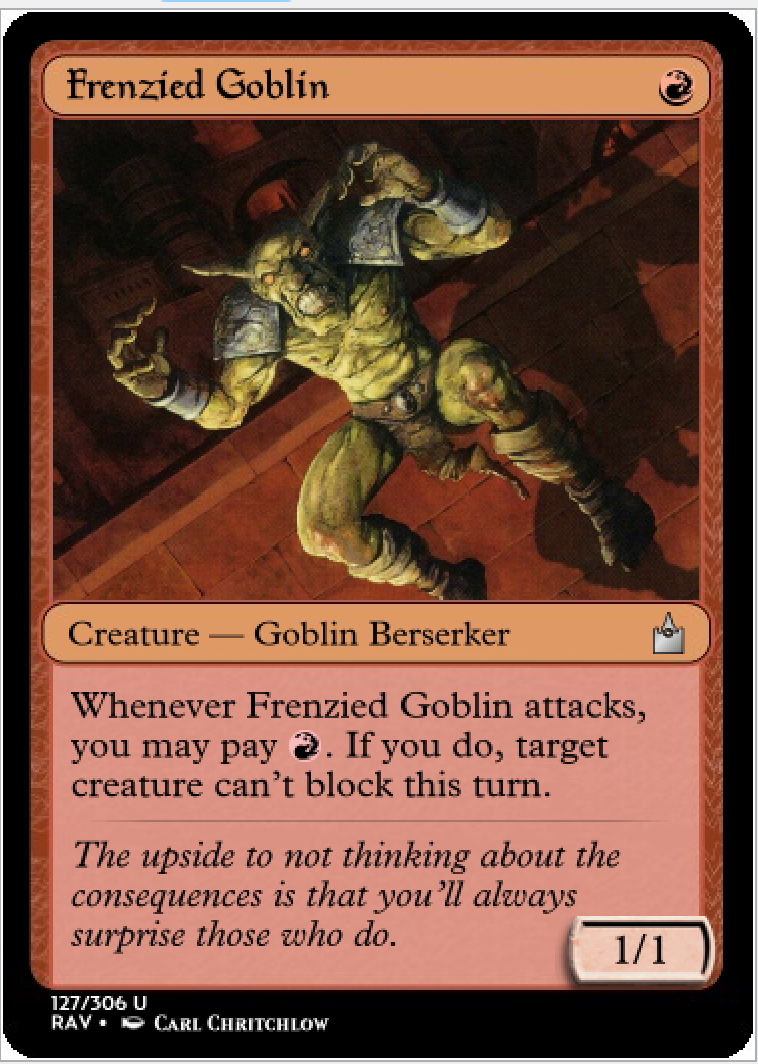 Frenzied Goblin
Creature — Goblin Berserker
Whenever Frenzied Goblin attacks,
you may pay . If you do, target
creature can't block this turn.
The upside to not thinking about the
consequences is that you'll always
surprise those who do.
1/1
127/306 U
RAV • Carl Chritchlow